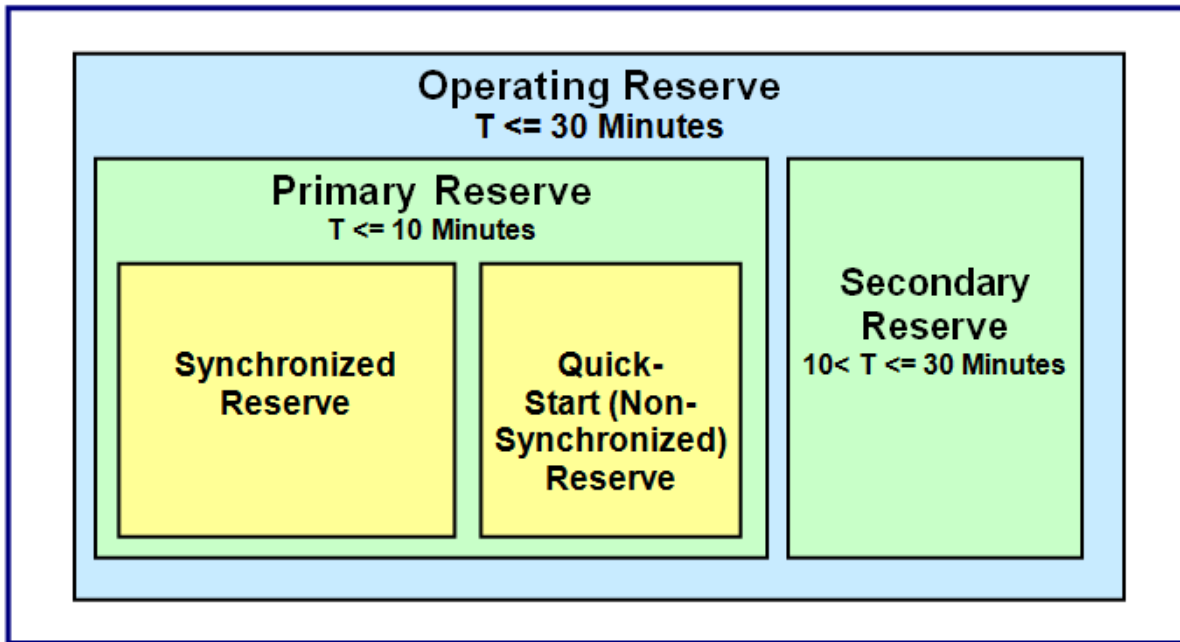 Operating Reserve
T <= 30 Minutes
Primary Reserve
T <= 10 Minutes
Synchronized
Reserve
Quick-
Start (Non-
Synchronized)
Reserve
Secondary
Reserve
10< T <= 30 Minutes